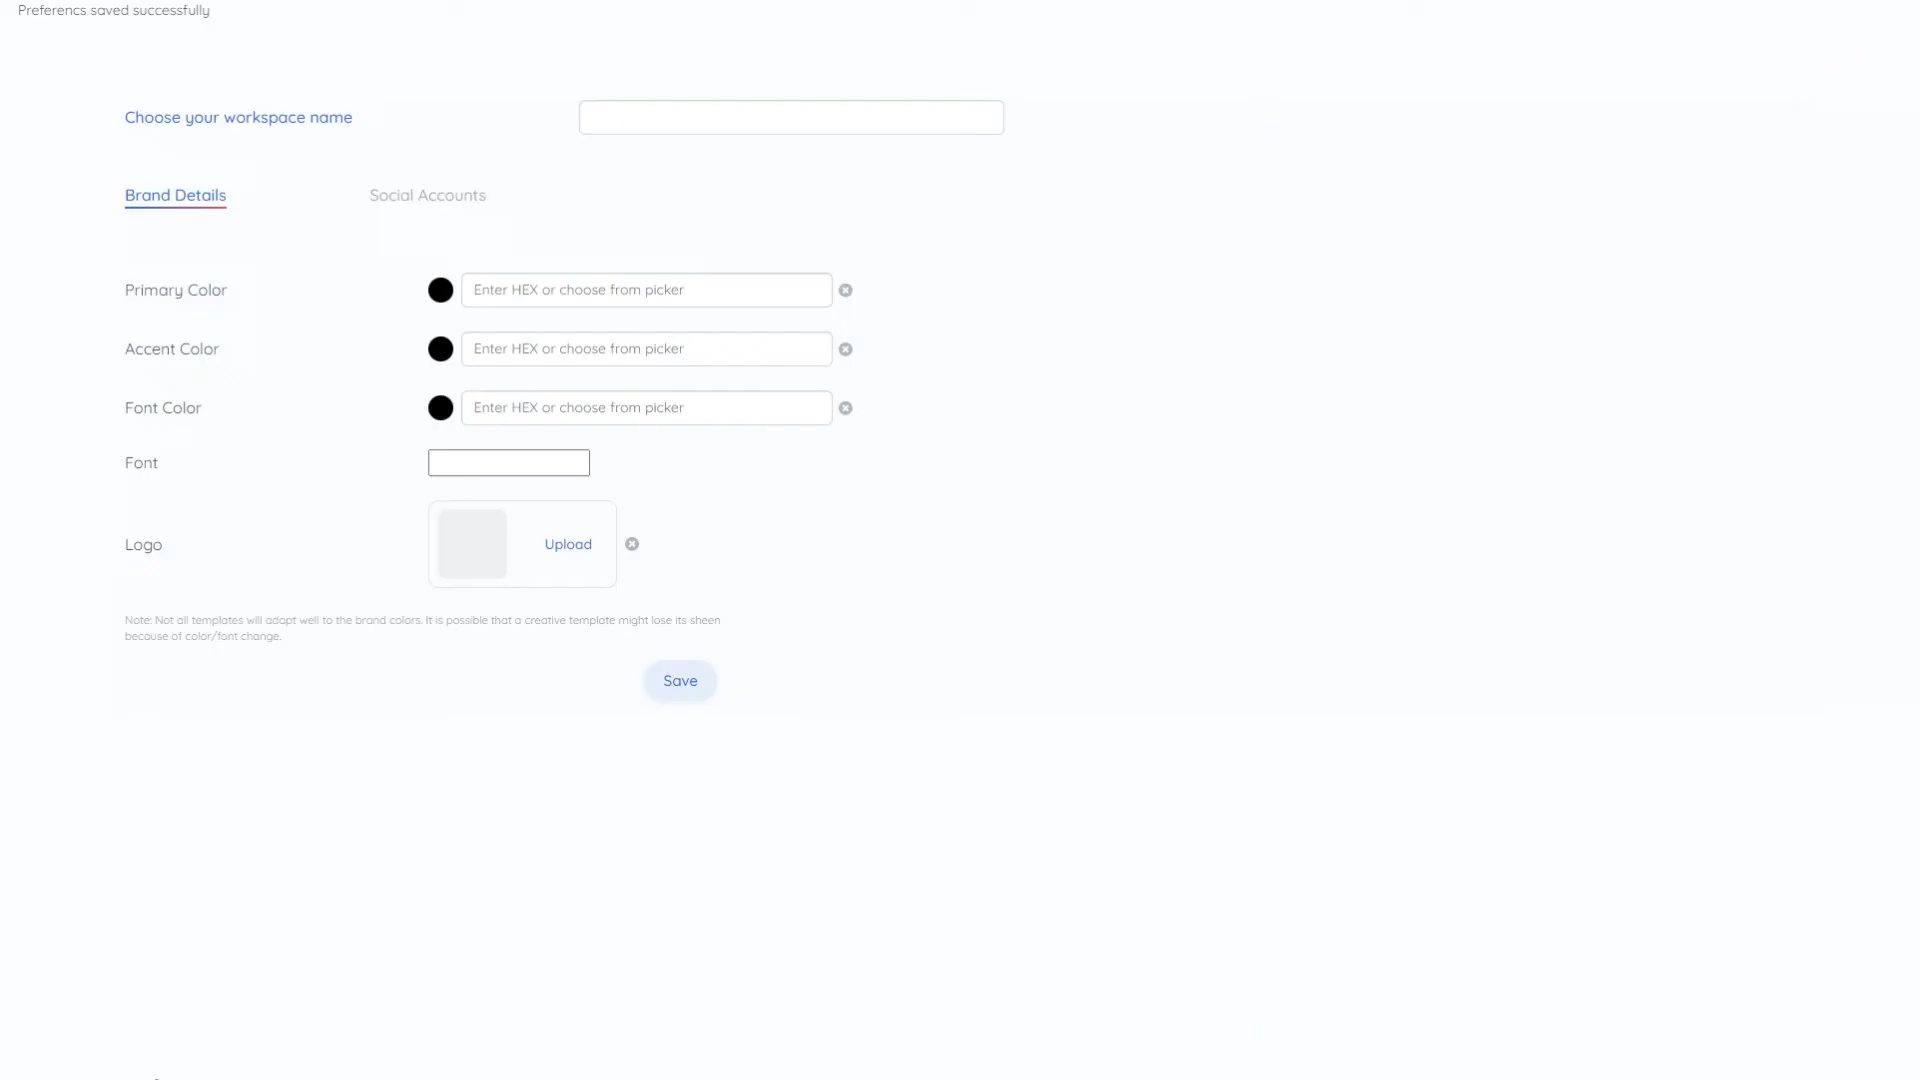 Preferencs saved successfully
Choose your workspace name
Brand Details
Social Accounts
Primary Color
Enter HEX or choose from picker
Accent Color
Enter HEX or choose from picker
Font Color
Enter HEX or choose from picker
Font
Logo
Upload
Note: Not all templates will adapt well to the brand colors. It is possible that a creative template might lose its sheen
because of color/font change.
Save